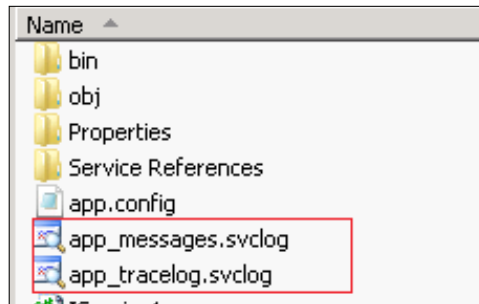 Name
bin
obj
Properties
Service References
app.config
app_messages.svclog
app_tracelog.svclog